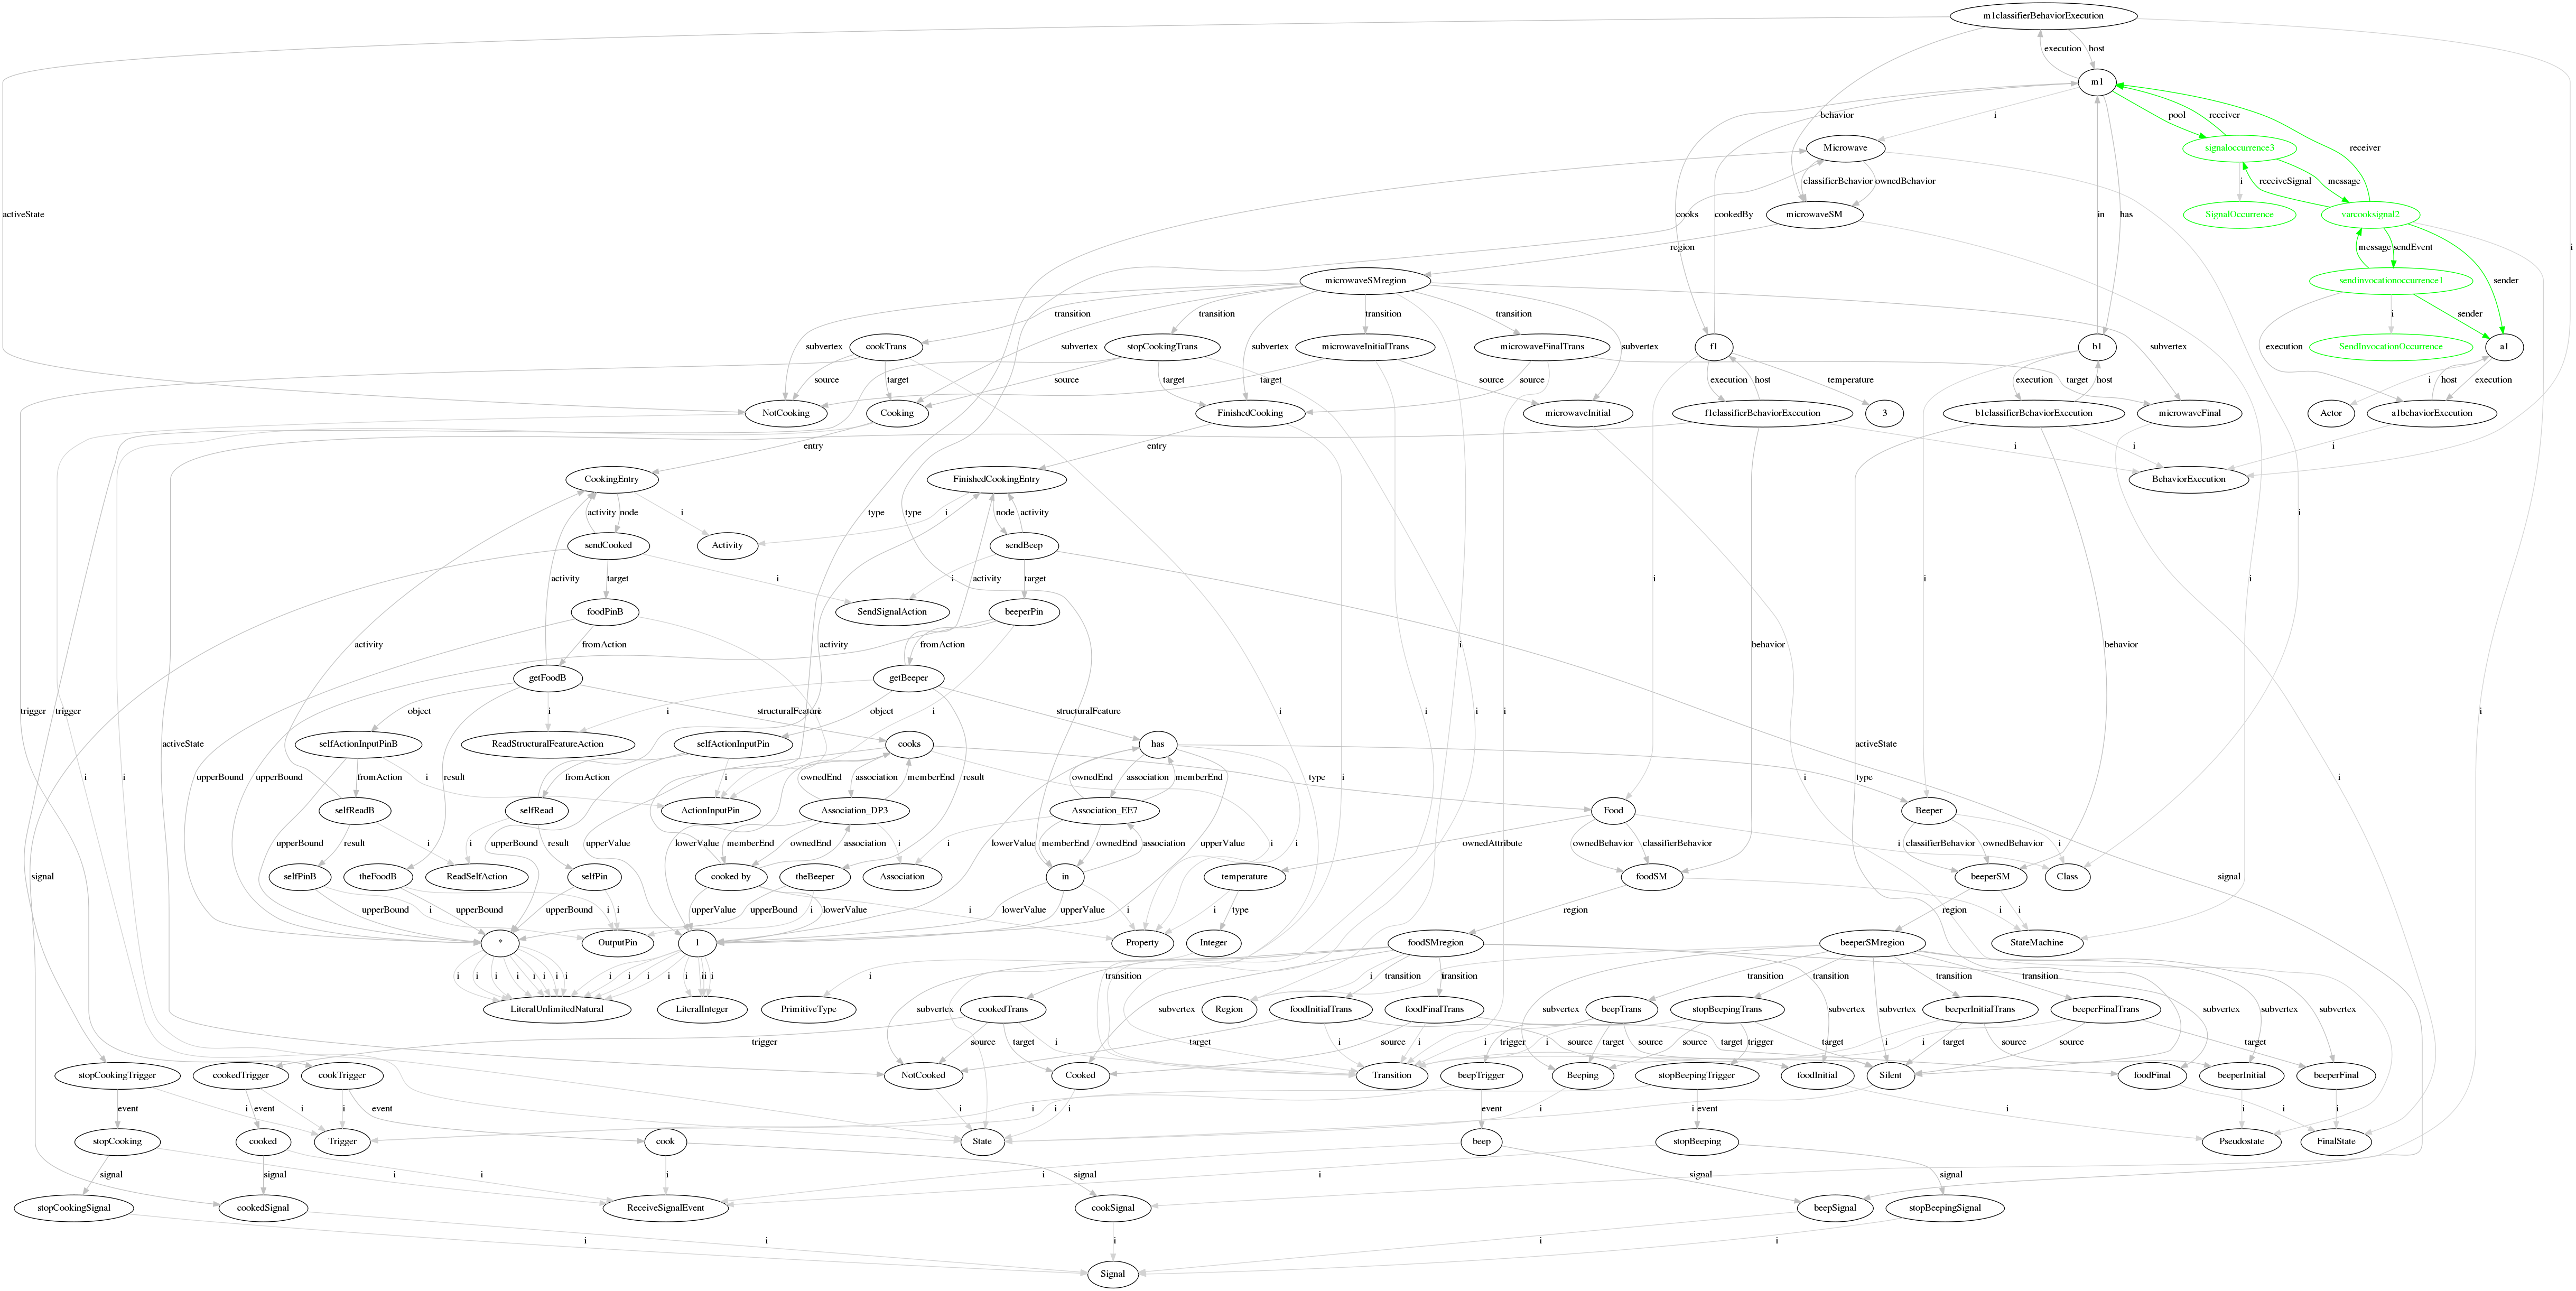 m1classifierBehaviorExecution
execution host
m1
behavior i pool receiver
Microwave signaloccurrence3 receiver
classifierBehavior ownedBehavior i receiveSignal message
activeState cooks cookedBy in has
microwaveSM SignalOccurrence varcooksignal2
region message sendEvent i
microwaveSMregion sendinvocationoccurrence1 sender
transition transition transition transition i sender
cookTrans stopCookingTrans microwaveInitialTrans microwaveFinalTrans f1 b1 SendInvocationOccurrence a1
subvertex subvertex subvertex subvertex subvertex execution
source target source target target source source execution temperature execution target host i host execution
NotCooking Cooking FinishedCooking microwaveInitial f1classifierBehaviorExecution 3 b1classifierBehaviorExecution microwaveFinal Actor a1behaviorExecution
entry entry i i i
CookingEntry FinishedCookingEntry BehaviorExecution
activity node i type type i node activity i
sendCooked Activity sendBeep
activity target i activity i target i
foodPinB SendSignalAction beeperPin
activity fromAction activity fromAction i behavior behavior
getFoodB getBeeper
trigger trigger object i structuralFeature i object structuralFeature i i i
activeState activeState
selfActionInputPinB ReadStructuralFeatureAction selfActionInputPin cooks has
upperBound upperBound fromAction i result fromAction i ownedEnd association memberEnd result ownedEnd association memberEnd type i i type
selfReadB selfRead ActionInputPin Association_DP3 Association_EE7 Food Beeper
upperBound result i i result upperBound upperValue lowerValue memberEnd ownedEnd association i lowerValue memberEnd ownedEnd association upperValue i ownedAttribute ownedBehavior classifierBehavior i classifierBehavior ownedBehavior i
signal signal
selfPinB theFoodB ReadSelfAction selfPin cooked by theBeeper Association in temperature foodSM beeperSM Class
upperBound i upperBound i upperBound i upperValue upperBound i lowerValue i lowerValue upperValue i i type region i region i
* OutputPin 1 Property Integer foodSMregion beeperSMregion StateMachine
i i i i i i i i i i i i i i transition i transition transition transition transition transition transition
LiteralUnlimitedNatural LiteralInteger PrimitiveType cookedTrans Region foodInitialTrans foodFinalTrans beepTrans stopBeepingTrans beeperInitialTrans beeperFinalTrans
subvertex subvertex subvertex subvertex subvertex subvertex subvertex subvertex
trigger source target i target i source i trigger target source target source trigger target i target source i source target
stopCookingTrigger cookedTrigger cookTrigger NotCooked Cooked Transition beepTrigger Beeping stopBeepingTrigger foodInitial Silent foodFinal beeperInitial beeperFinal
event i event i i event i i i event i i event i i i i i
stopCooking cooked Trigger cook State beep stopBeeping Pseudostate FinalState
signal i signal i i signal i signal i signal
stopCookingSignal cookedSignal ReceiveSignalEvent cookSignal beepSignal stopBeepingSignal
i i i i i
Signal